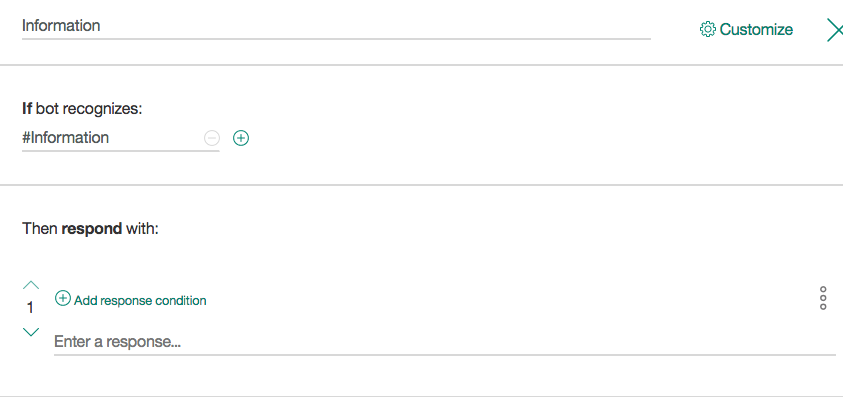 Information
Customize
If bot recognizes:
#Information
Then respond with:
1
Add response condition
Enter a response...